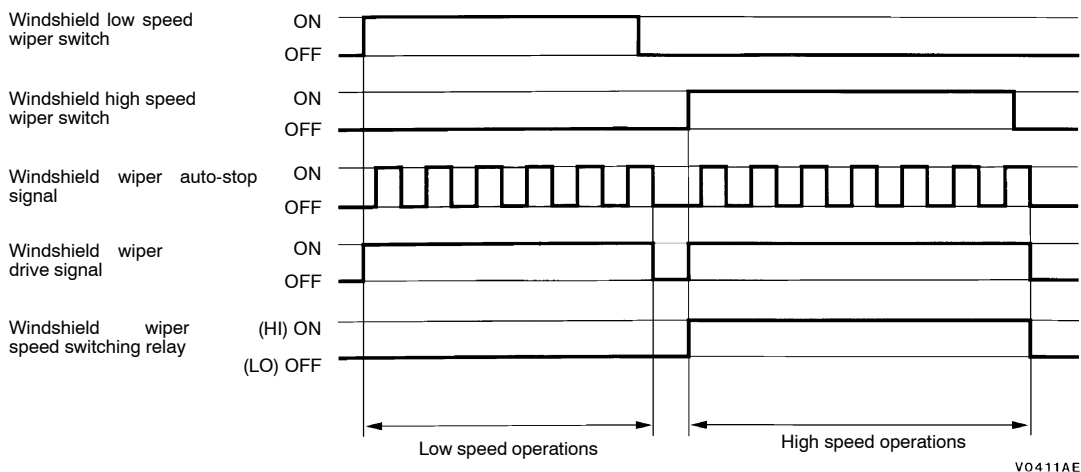 Windshield low speed
wiper switch
ON
OFF
Windshield high speed
wiper switch
ON
OFF
Windshield wiper auto-stop
signal
ON
OFF
Windshield wiper
drive signal
ON
OFF
Windshield wiper
speed switching relay
(HI) ON
(LO) OFF
Low speed operations
High speed operations
V0411AE